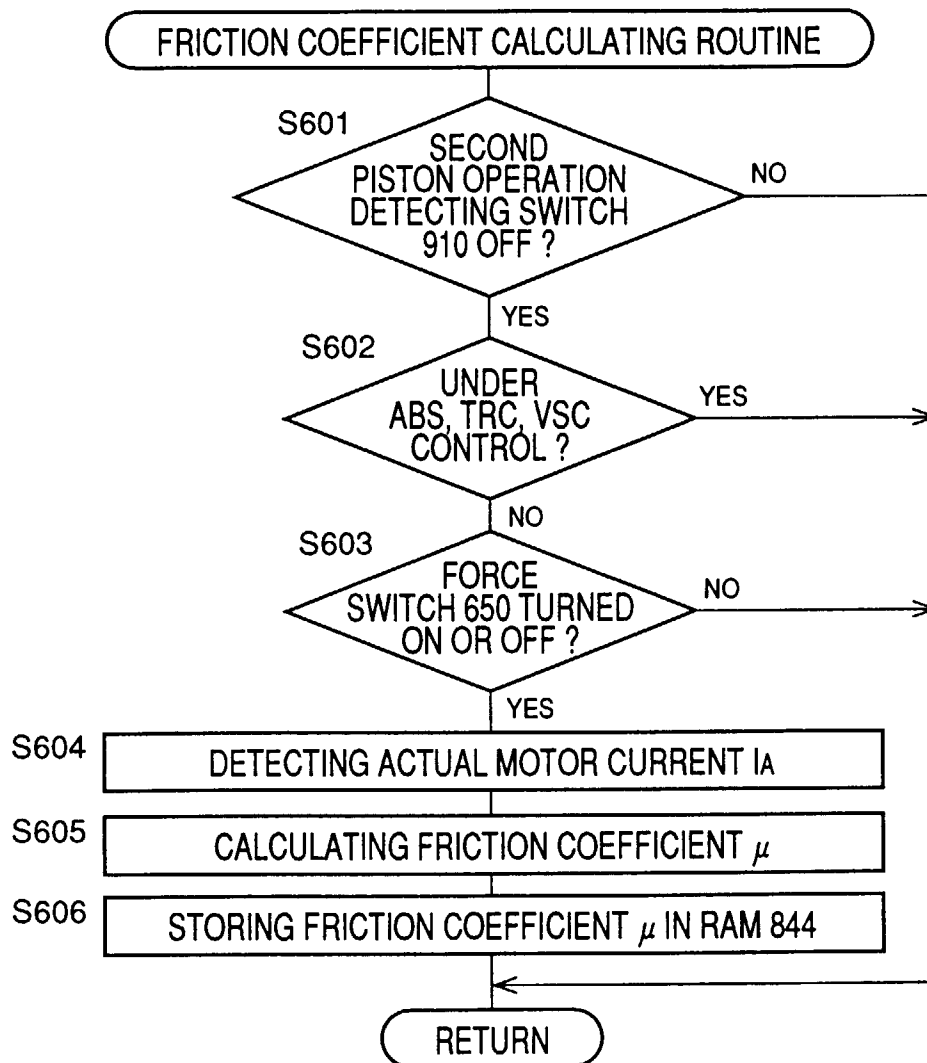 FRICTION COEFFICIENT CALCULATING ROUTINE
S601
SECOND
PISTON OPERATION
DETECTING SWITCH
910 OFF ?
NO
YES
S602
UNDER
ABS, TRC, VSC
CONTROL ?
YES
NO
S603
FORCE
SWITCH 650 TURNED
ON OR OFF ?
NO
YES
S604
DETECTING ACTUAL MOTOR CURRENT IA
S605
CALCULATING FRICTION COEFFICIENT μ
S606
STORING FRICTION COEFFICIENT μ IN RAM 844
RETURN